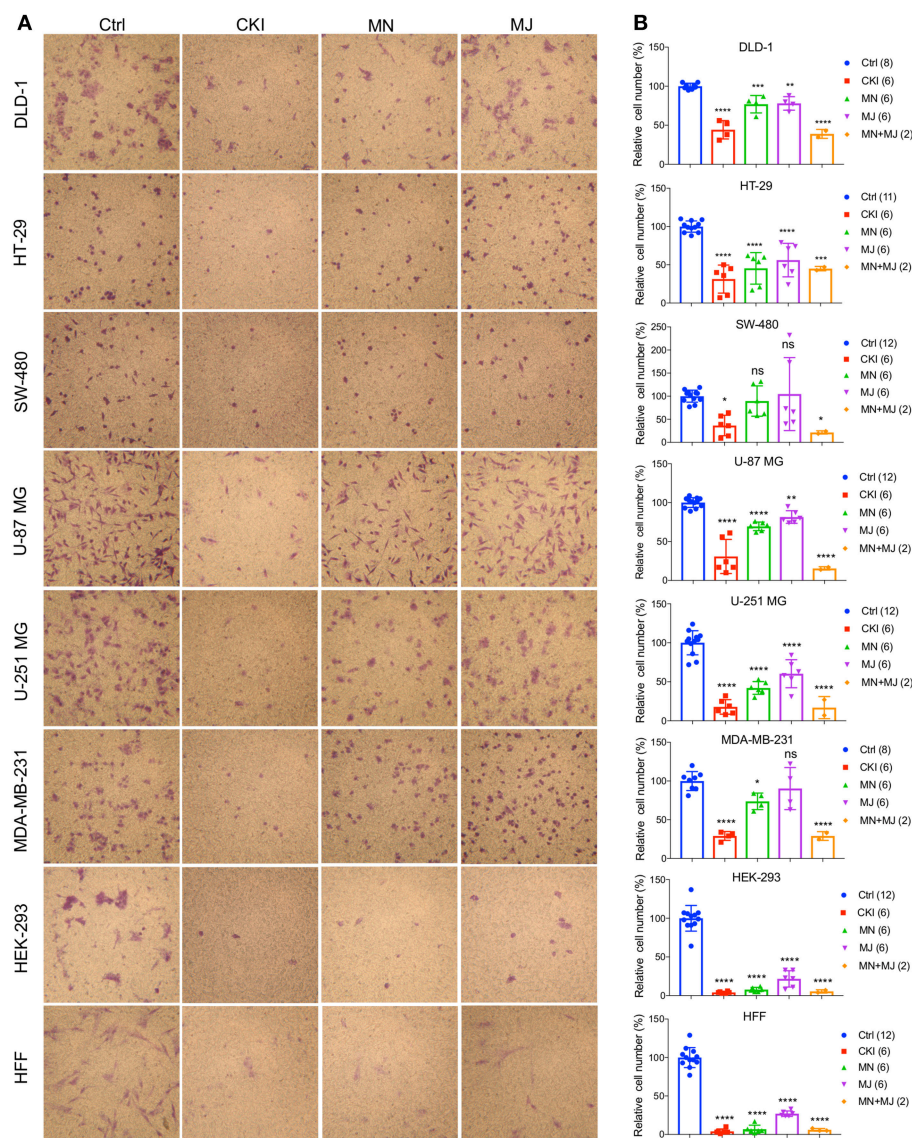 A
B
Ctrl
CKI
MN
MJ
DLD-1
HT-29
SW-480
U-87 MG
U-251 MG
MDA-MB-231
HEK-293
HFF
DLD-1
Relative cell number (%)
150
100
50
0
****
***
**
****
Ctrl (8)
CKI (6)
MN (6)
MJ (6)
MN+MJ (2)
HT-29
Relative cell number (%)
150
100
50
0
****
****
****
***
Ctrl (11)
CKI (6)
MN (6)
MJ (6)
MN+MJ (2)
SW-480
Relative cell number (%)
250
200
150
100
50
0
*
ns
ns
*
Ctrl (12)
CKI (6)
MN (6)
MJ (6)
MN+MJ (2)
U-87 MG
Relative cell number (%)
150
100
50
0
****
****
**
****
Ctrl (12)
CKI (6)
MN (6)
MJ (6)
MN+MJ (2)
U-251 MG
Relative cell number (%)
150
100
50
0
****
****
****
****
Ctrl (12)
CKI (6)
MN (6)
MJ (6)
MN+MJ (2)
MDA-MB-231
Relative cell number (%)
150
100
50
0
****
*
ns
****
Ctrl (8)
CKI (6)
MN (6)
MJ (6)
MN+MJ (2)
HEK-293
Relative cell number (%)
150
100
50
0
****
****
****
****
Ctrl (12)
CKI (6)
MN (6)
MJ (6)
MN+MJ (2)
HFF
Relative cell number (%)
150
100
50
0
****
****
****
****
Ctrl (12)
CKI (6)
MN (6)
MJ (6)
MN+MJ (2)